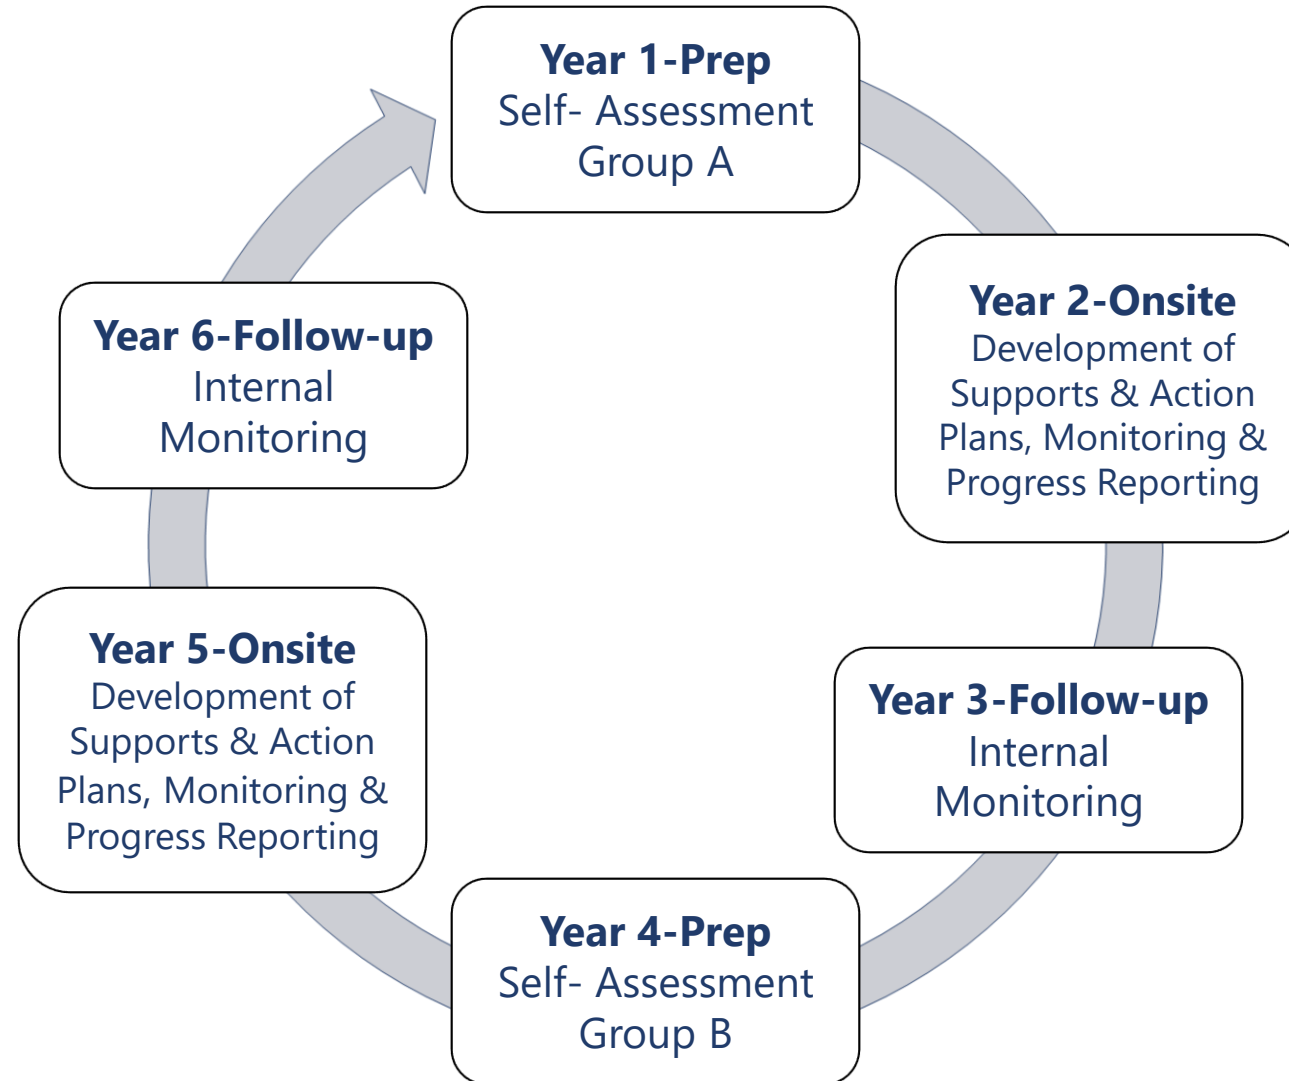 Year 1-Prep
Self- Assessment
Group A
Year 2-Onsite
Development of
Supports & Action
Plans, Monitoring &
Progress Reporting
Year 3-Follow-up
Internal
Monitoring
Year 4-Prep
Self- Assessment
Group B
Year 5-Onsite
Development of
Supports & Action
Plans, Monitoring &
Progress Reporting
Year 6-Follow-up
Internal
Monitoring